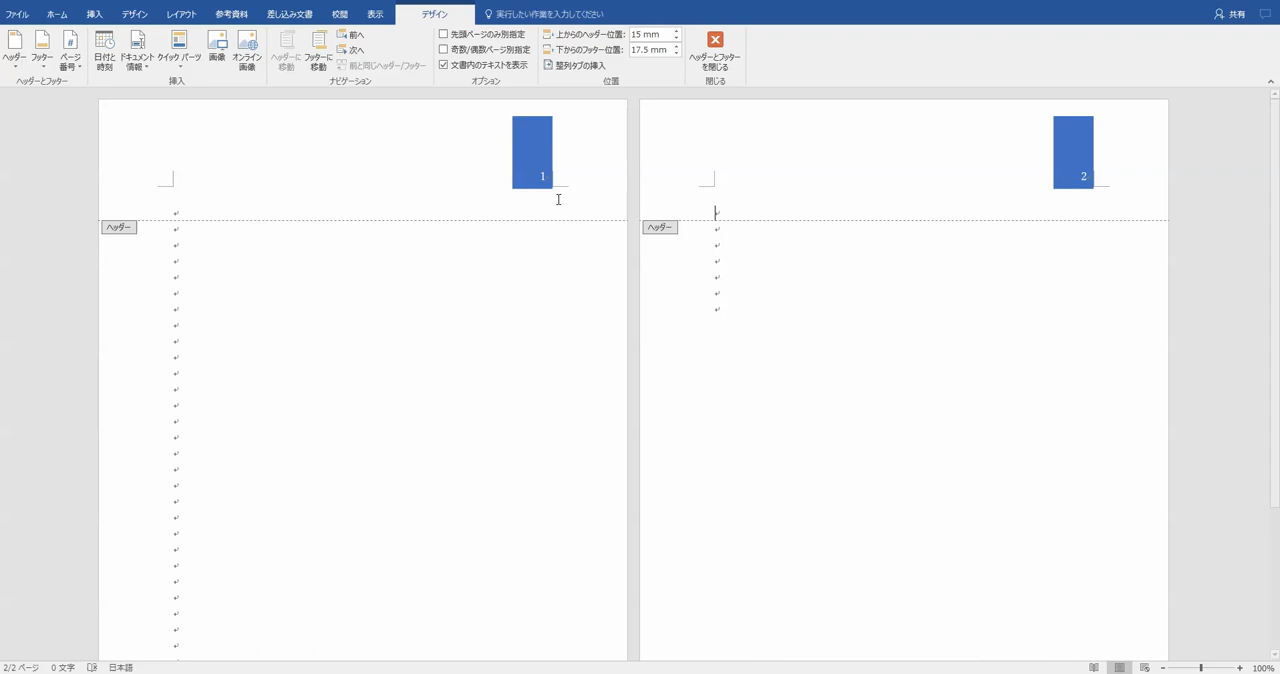 ファイル ホーム 挿入 デザイン レイアウト 参考資料 差し込み文書 校閲 表示 デザイン 実行したい作業を入力してください 共有
ヘッダー フッター ページ番号 日付と時刻 ドキュメント情報 クイック パーツ 画像 オンライン画像 ヘッダーに移動 フッターに移動 前へ 次へ 前と同じヘッダー/フッター
先頭ページのみ別指定 上からのヘッダー位置: 15 mm
奇数/偶数ページ別指定 下からのフッター位置: 17.5 mm
文書内のテキストを表示 整列タブの挿入
ヘッダーとフッターを閉じる
ヘッダーとフッター 挿入 ナビゲーション オプション 位置 閉じる
1 2
ヘッダー ヘッダー
2/2 ページ 0 文字 日本語 100%